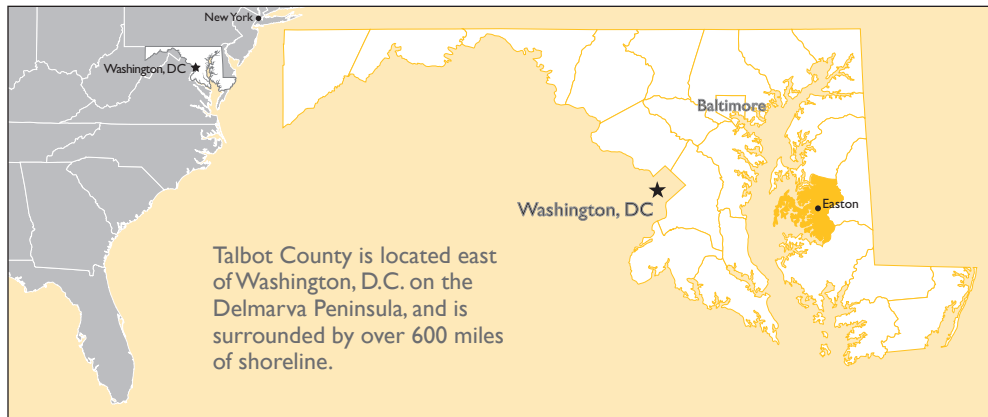 New York
Washington, DC
Baltimore
Washington, DC
Easton
Talbot County is located east
of Washington, D.C. on the
Delmarva Peninsula, and is
surrounded by over 600 miles
of shoreline.